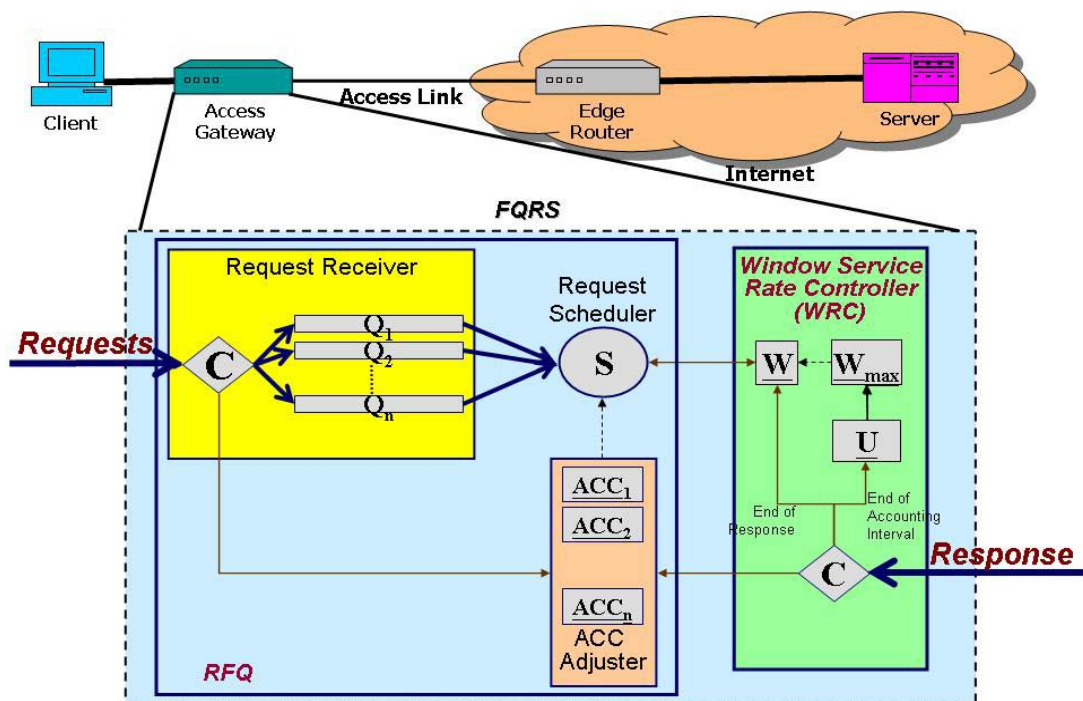 Client
Access
Gateway
Access Link
Edge
Router
Server
Internet
FQRS
Request Receiver
Request
Scheduler
Window Service
Rate Controller
(WRC)
Requests
C
Q1
Q2
Qn
S
W
Wmax
U
ACC1
ACC2
ACCn
ACC
Adjuster
End of
Response
End of
Accounting
Interval
C
Response
RFQ